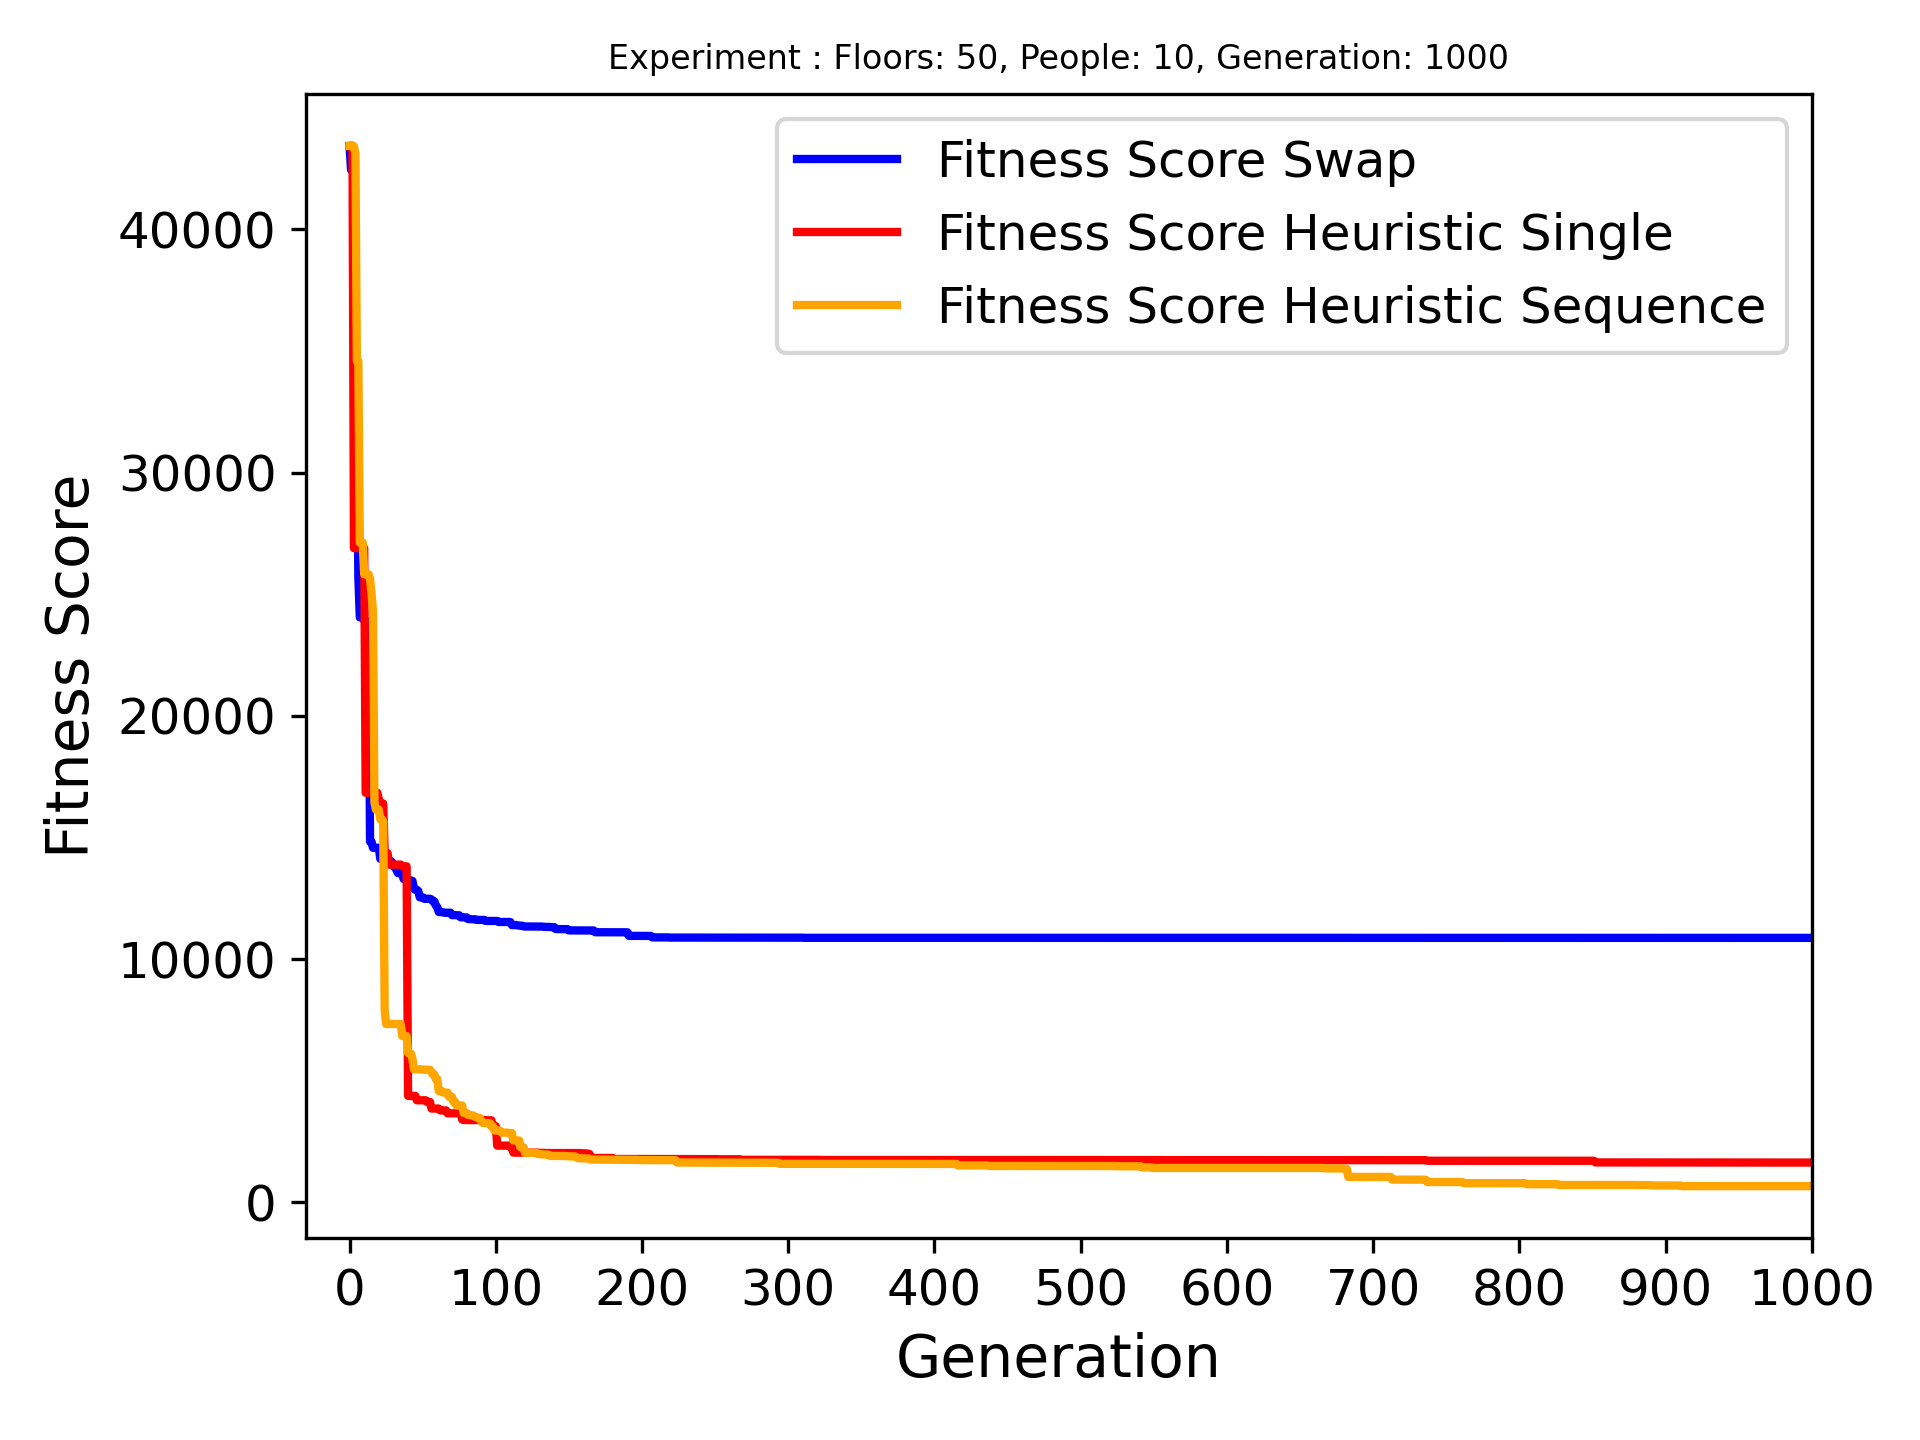 Experiment : Floors: 50, People: 10, Generation: 1000
Fitness Score Swap
Fitness Score Heuristic Single
Fitness Score Heuristic Sequence
Fitness Score
40000
30000
20000
10000
0
0 100 200 300 400 500 600 700 800 900 1000
Generation